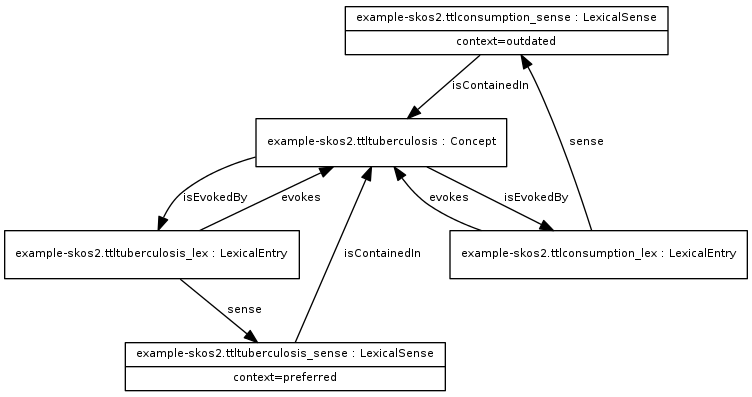 example-skos2.ttlconsumption_sense : LexicalSense
context=outdated
isContainedIn
example-skos2.ttltuberculosis : Concept
sense
isEvokedBy
evokes
evokes
isEvokedBy
example-skos2.ttltuberculosis_lex : LexicalEntry
isContainedIn
example-skos2.ttlconsumption_lex : LexicalEntry
sense
example-skos2.ttltuberculosis_sense : LexicalSense
context=preferred